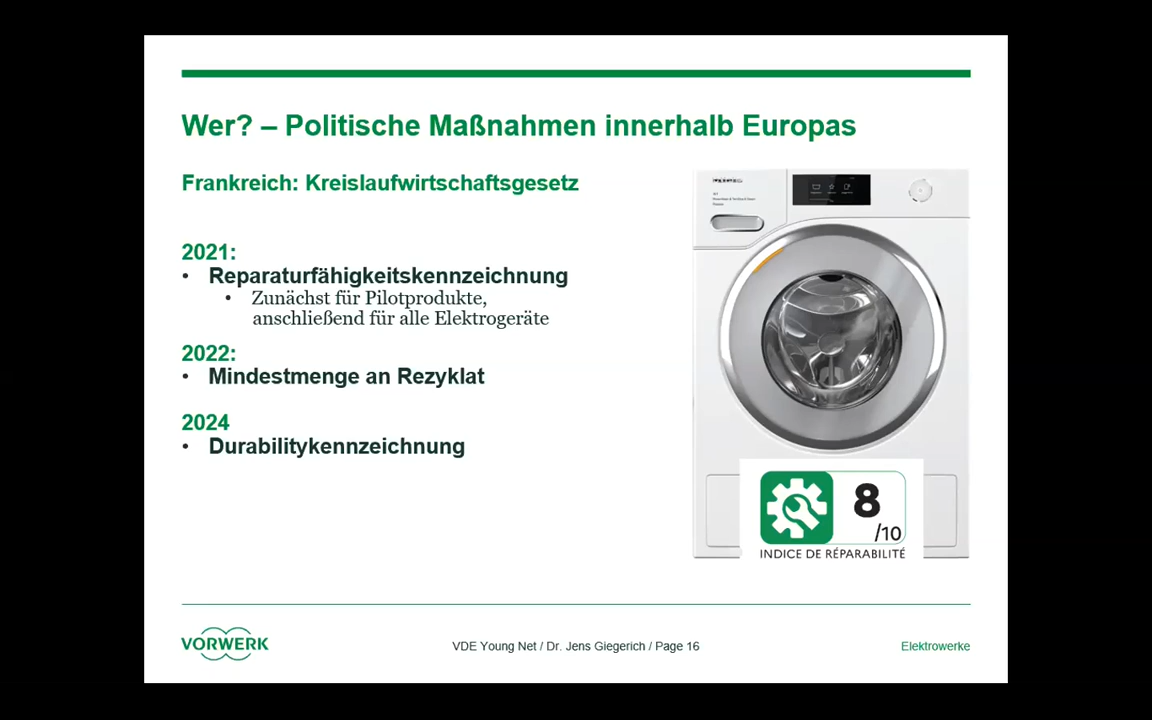 Wer? – Politische Maßnahmen innerhalb Europas
Frankreich: Kreislaufwirtschaftsgesetz
2021:
• Reparaturfähigkeitskennzeichnung
• Zunächst für Pilotprodukte,
anschließend für alle Elektrogeräte
2022:
• Mindestmenge an Rezyklat
2024
• Durabilitykennzeichnung
8
/10
INDICE DE RÉPARABILITÉ
VORWERK
VDE Young Net / Dr. Jens Giegerich / Page 16
Elektrowerke